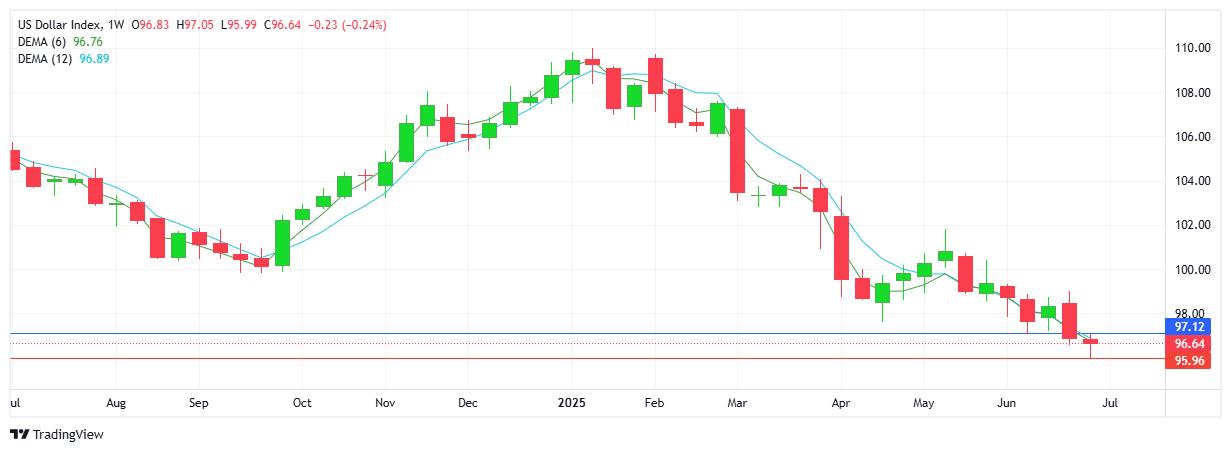 US Dollar Index, 1W O96.83 H97.05 L95.99 C96.64 −0.23 (−0.24%)
DEMA (6) 96.76
DEMA (12) 96.89
110.00
108.00
106.00
104.00
102.00
100.00
98.00
97.12
96.64
95.96
ul Aug Sep Oct Nov Dec 2025 Feb Mar Apr May Jun Jul
TradingView